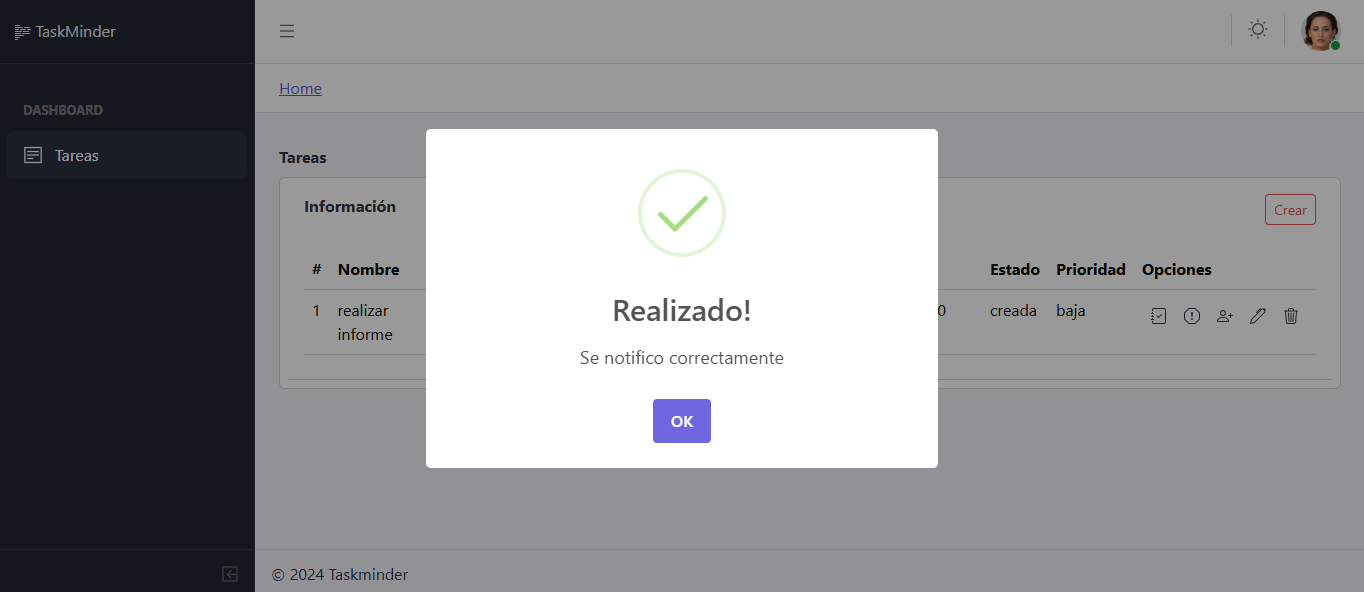 TaskMinder
Home
DASHBOARD
Tareas
Tareas
Información
Crear
# Nombre Estado Prioridad Opciones
1 realizar 0 creada baja
informe
Realizado!
Se notifico correctamente
OK
© 2024 Taskminder